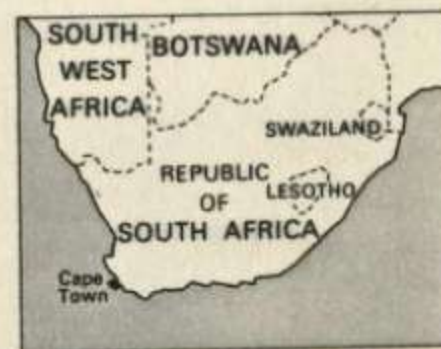 SOUTH
WEST
AFRICA
BOTSWANA
SWAZILAND
REPUBLIC
OF
SOUTH AFRICA
LESOTHO
Cape
Town